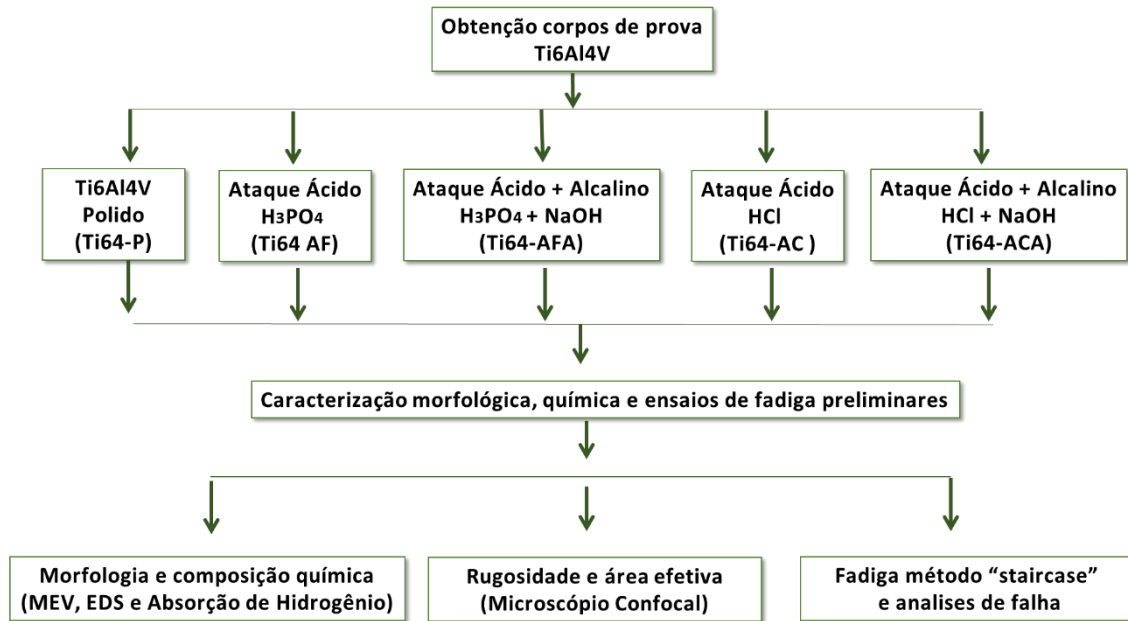 Obtenção corpos de prova
Ti6Al4V
Ti6Al4V
Polido
(Ti64-P)
Ataque Ácido
H₃PO₄
(Ti64 AF)
Ataque Ácido + Alcalino
H₃PO₄ + NaOH
(Ti64-AFA)
Ataque Ácido
HCl
(Ti64-AC )
Ataque Ácido + Alcalino
HCl + NaOH
(Ti64-ACA)
Caracterização morfológica, química e ensaios de fadiga preliminares
Morfologia e composição química
(MEV, EDS e Absorção de Hidrogênio)
Rugosidade e área efetiva
(Microscópio Confocal)
Fadiga método “staircase”
e analises de falha